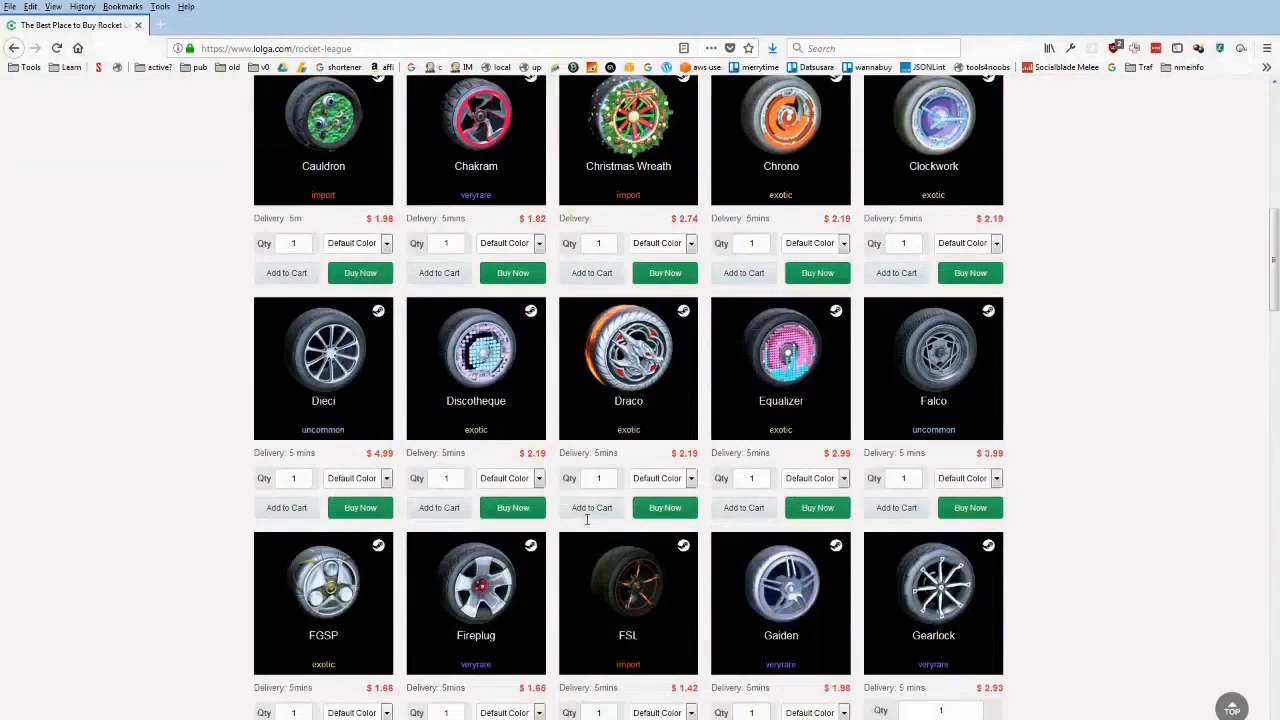 File Edit View History Bookmarks Tools Help
The Best Place to Buy Rocket L
https://www.lolga.com/rocket-league
Search
2
Tools Learn active? pub old v0 shortener affi c IM local up aws use merrytime Datsusara wannabuy JSONLint tools4noobs Socialblade Melee Traf nmeinfo
Cauldron Chakram Christmas Wreath Chrono Clockwork
import veryrare import exotic exotic
Delivery: 5m $ 1.98 Delivery: 5mins $ 1.82 Delivery: $ 2.74 Delivery: 5mins $ 2.19 Delivery: 5mins $ 2.19
Qty 1 Default Color Qty 1 Default Color Qty 1 Default Color Qty 1 Default Color Qty 1 Default Color
Add to Cart Buy Now Add to Cart Buy Now Add to Cart Buy Now Add to Cart Buy Now Add to Cart Buy Now
Dieci Discotheque Draco Equalizer Falco
uncommon exotic exotic exotic uncommon
Delivery: 5 mins $ 4.99 Delivery: 5mins $ 2.19 Delivery: 5mins $ 2.19 Delivery: 5mins $ 2.99 Delivery: 5 mins $ 3.99
Qty 1 Default Color Qty 1 Default Color Qty 1 Default Color Qty 1 Default Color Qty 1 Default Color
Add to Cart Buy Now Add to Cart Buy Now Add to Cart Buy Now Add to Cart Buy Now Add to Cart Buy Now
FGSP Fireplug FSL Gaiden Gearlock
exotic veryrare import veryrare veryrare
Delivery: 5mins $ 1.66 Delivery: 5mins $ 1.65 Delivery: 5mins $ 1.42 Delivery: 5mins $ 1.98 Delivery: 5mins $ 2.93
Qty 1 Default Color Qty 1 Default Color Qty 1 Default Color Qty 1 Default Color Qty 1
TOP